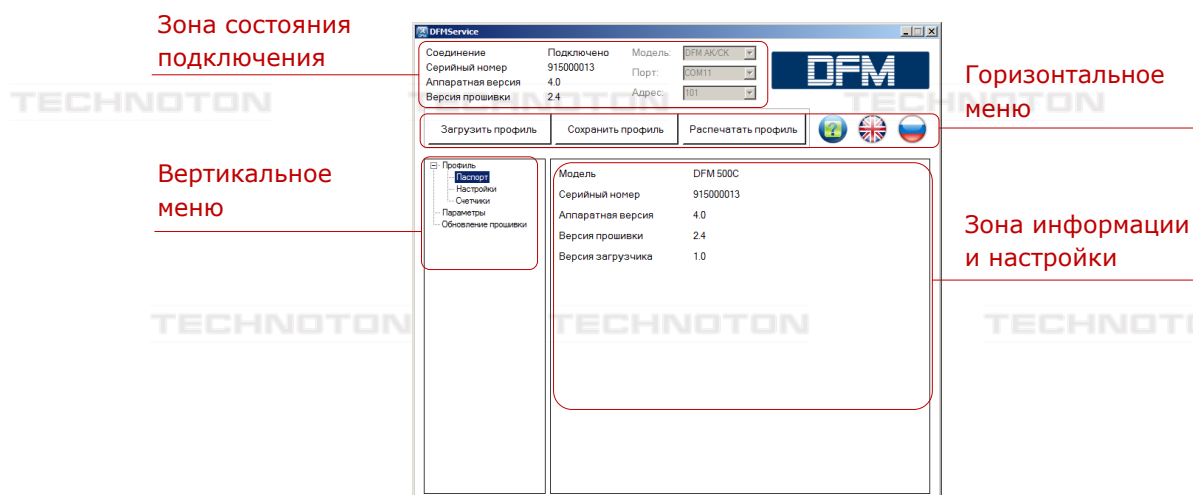 Зона состояния
подключения
DFMService
Соединение Подключено Модель: DFM AK/CK
Серийный номер 915000013 Порт: COM11
Аппаратная версия 4.0 Адрес: 101
Версия прошивки 2.4
DFM
Горизонтальное
меню
TECHNOTON TECHNOTON TECHNOTON
Загрузить профиль Сохранить профиль Распечатать профиль ?
Вертикальное
меню
Профиль
Паспорт
Настройки
Счетчики
Параметры
Обновление прошивки
Модель DFM 500C
Серийный номер 915000013
Аппаратная версия 4.0
Версия прошивки 2.4
Версия загрузчика 1.0
Зона информации
и настройки
TECHNOTON TECHNOTON TECHNOTO